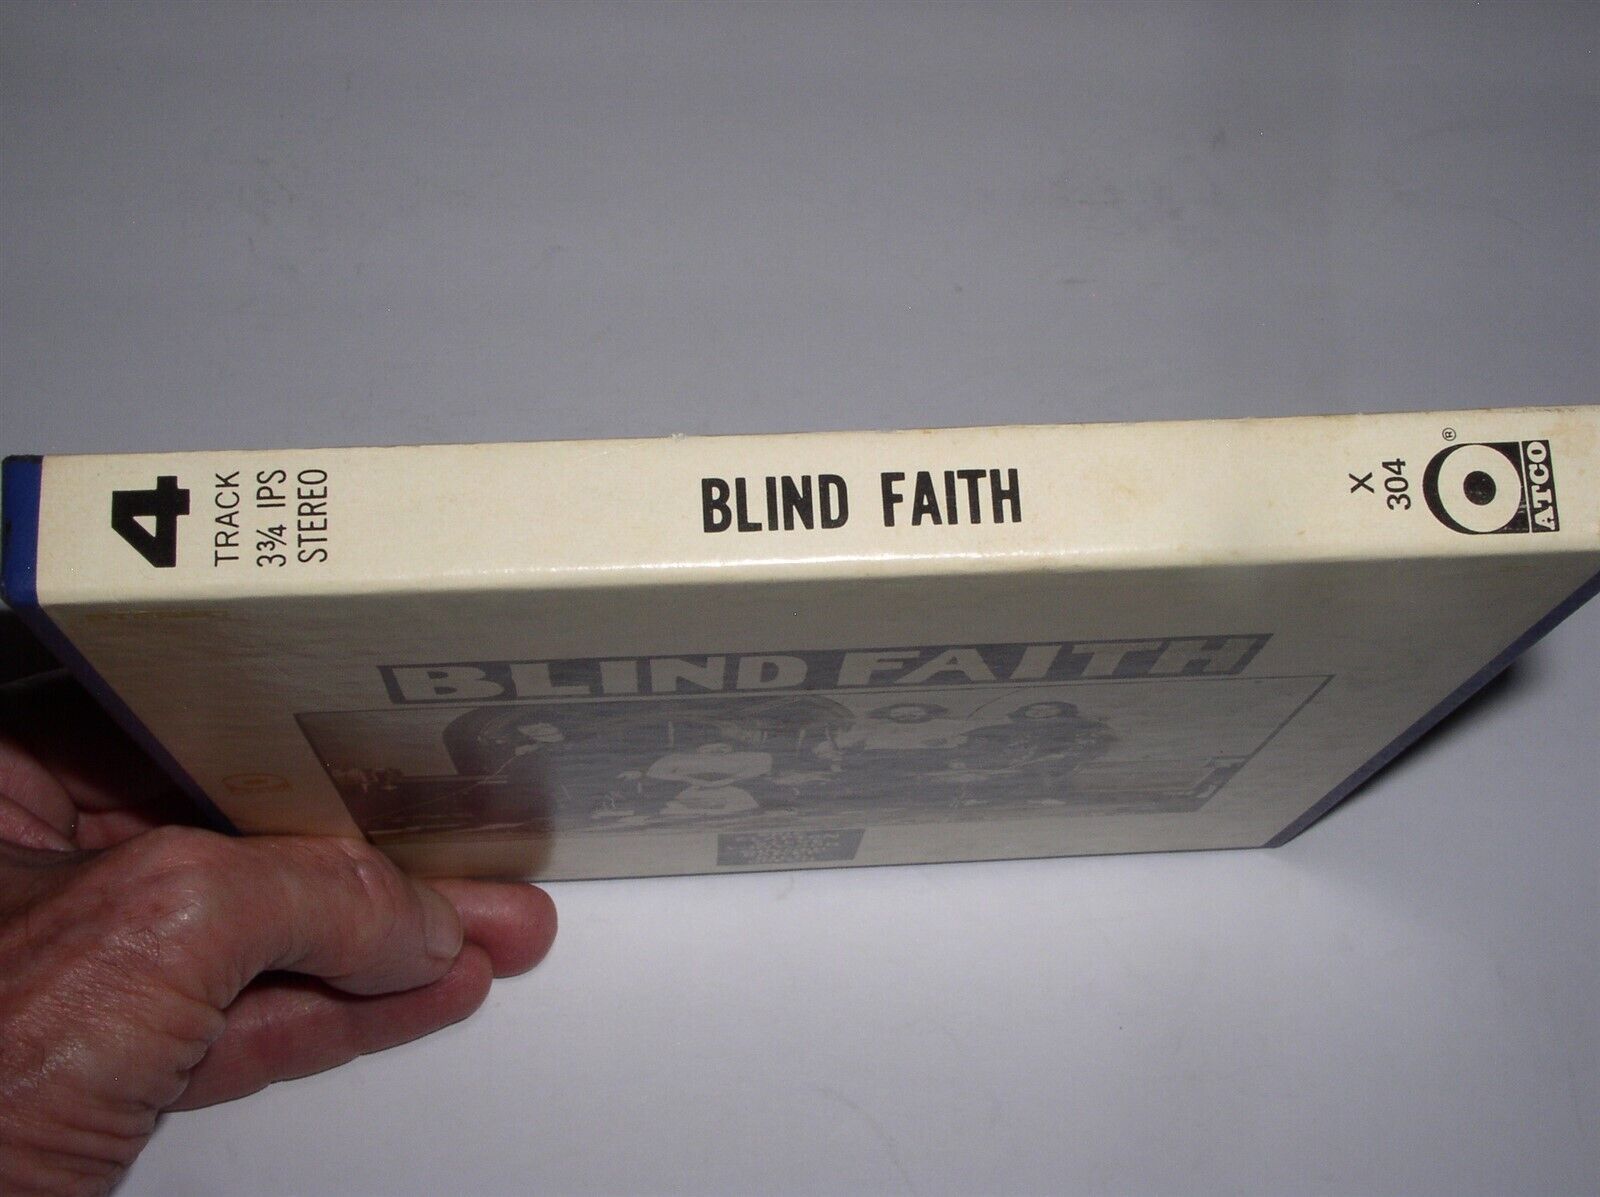 4
TRACK
3¾ IPS
STEREO
BLIND FAITH
X
304
®
ATCO
BLIND FAITH